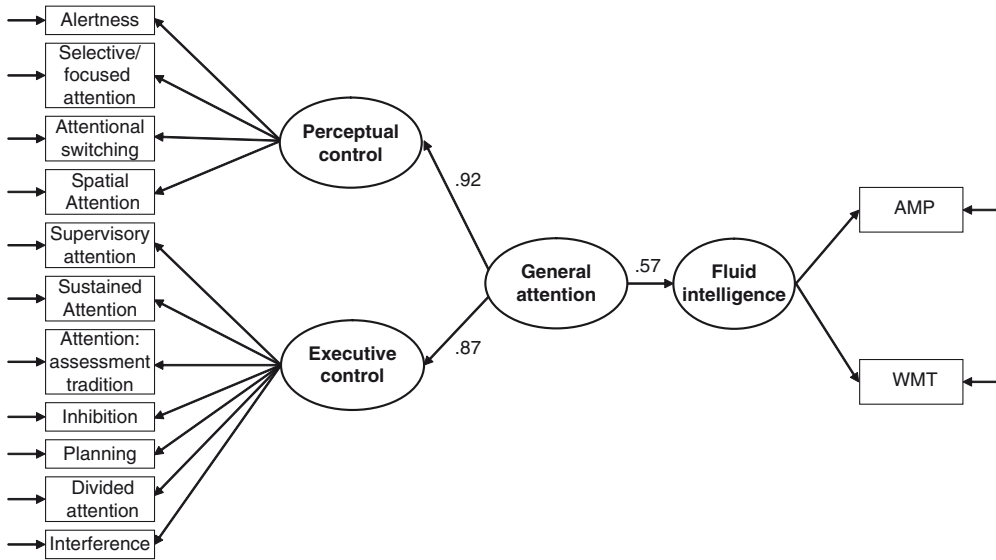 Alertness
Selective/
focused
attention
Attentional
switching
Spatial
Attention
Supervisory
attention
Sustained
Attention
Attention:
assessment
tradition
Inhibition
Planning
Divided
attention
Interference
Perceptual
control
Executive
control
.92
.87
General
attention
.57
Fluid
intelligence
AMP
WMT